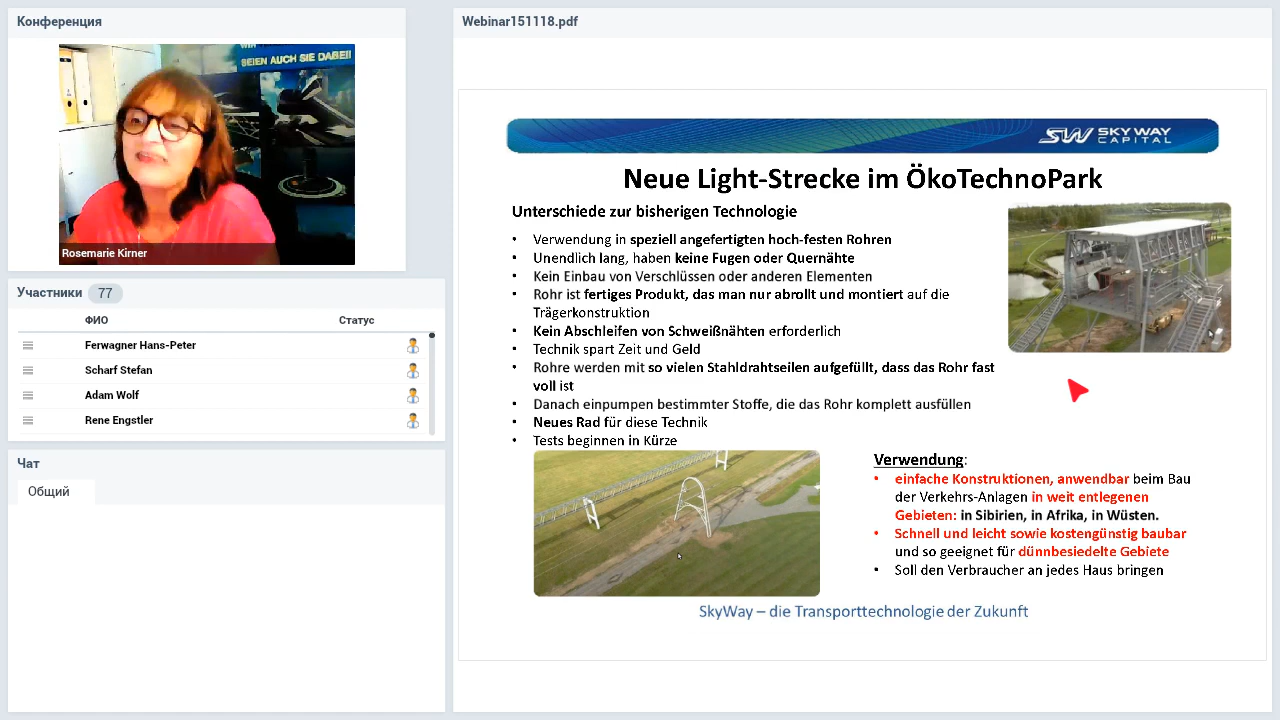 Конференция
WIR
SEIEN AUCH SIE DABEI!
Rosemarie Kirner
Участники 77
ФИО Статус
Ferwagner Hans-Peter
Scharf Stefan
Adam Wolf
Rene Engstler
Чат
Общий
Webinar151118.pdf
SW SKY WAY
CAPITAL
Neue Light-Strecke im ÖkoTechnoPark
Unterschiede zur bisherigen Technologie
• Verwendung in speziell angefertigten hoch-festen Rohren
• Unendlich lang, haben keine Fugen oder Quernähte
• Kein Einbau von Verschlüssen oder anderen Elementen
• Rohr ist fertiges Produkt, das man nur abrollt und montiert auf die
Trägerkonstruktion
• Kein Abschleifen von Schweißnähten erforderlich
• Technik spart Zeit und Geld
• Rohre werden mit so vielen Stahldrahtseilen aufgefüllt, dass das Rohr fast
voll ist
• Danach einpumpen bestimmter Stoffe, die das Rohr komplett ausfüllen
• Neues Rad für diese Technik
• Tests beginnen in Kürze
Verwendung:
• einfache Konstruktionen, anwendbar beim Bau
der Verkehrs-Anlagen in weit entlegenen
Gebieten: in Sibirien, in Afrika, in Wüsten.
• Schnell und leicht sowie kostengünstig baubar
und so geeignet für dünnbesiedelte Gebiete
• Soll den Verbraucher an jedes Haus bringen
SkyWay – die Transporttechnologie der Zukunft